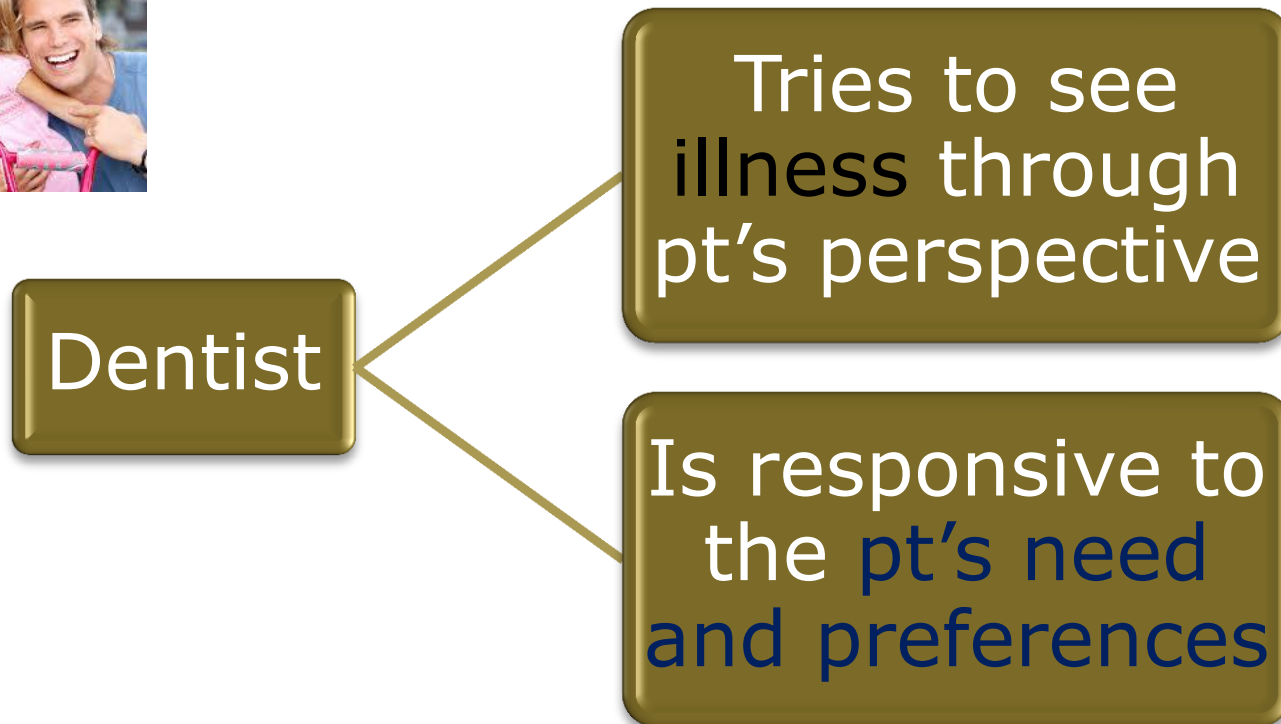 Dentist
Tries to see
illness through
pt’s perspective
Is responsive to
the pt’s need
and preferences